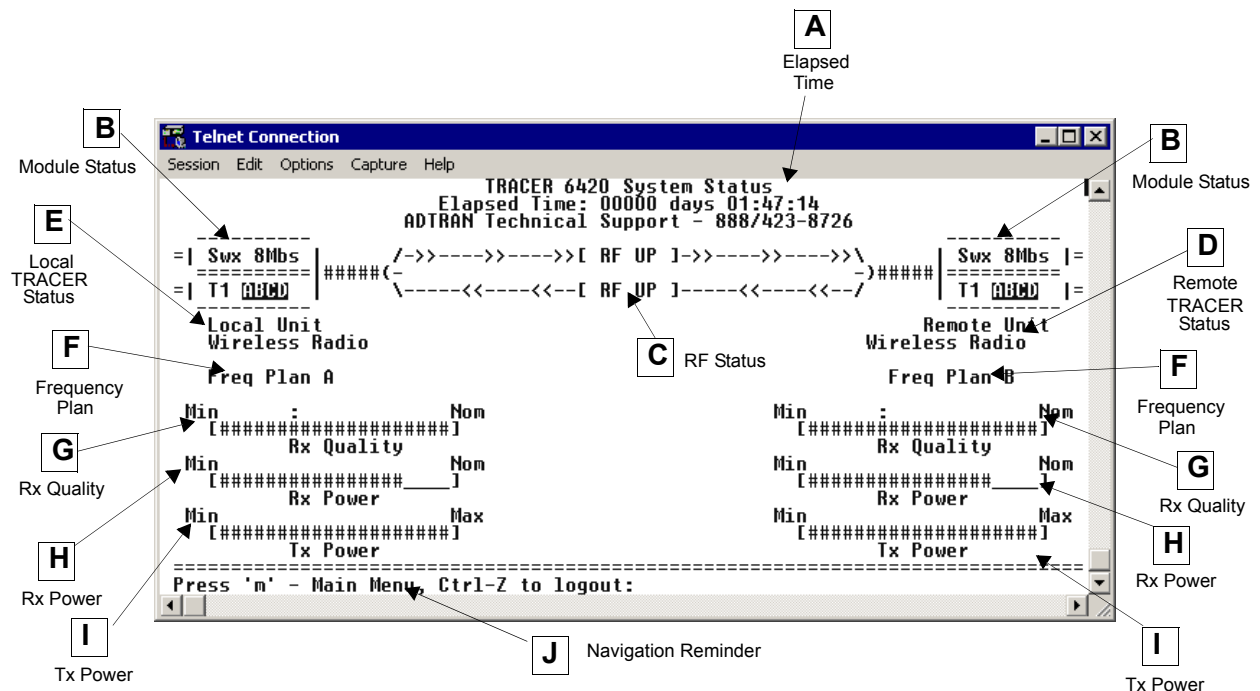 A
Elapsed
Time
B
Module Status
B
Module Status
Telnet Connection
Session Edit Options Capture Help
TRACER 6420 System Status
Elapsed Time: 00000 days 01:47:14
ADTRAN Technical Support - 888/423-8726
=| Swx 8Mbs | /->>---->>---->>[ RF UP ]->>---->>---->>\ | Swx 8Mbs |=
========== |#####(- -)#####| ==========
=| T1 ABCD | \-----<<----<<--[ RF UP ]-----<<----<<--/ | T1 ABCD |=
E
Local
TRACER
Status
D
Remote
TRACER
Status
Local Unit Remote Unit
Wireless Radio Wireless Radio
C
RF Status
F
Frequency
Plan
F
Frequency
Plan
Freq Plan A Freq Plan B
Min : Nom Min : Nom
[####################] [####################]
Rx Quality Rx Quality
G
Rx Quality
G
Rx Quality
Min Nom Min Nom
[################____] [################____]
Rx Power Rx Power
H
Rx Power
H
Rx Power
Min Max Min Max
[####################] [####################]
Tx Power Tx Power
I
Tx Power
I
Tx Power
Press 'm' - Main Menu, Ctrl-Z to logout:
J
Navigation Reminder